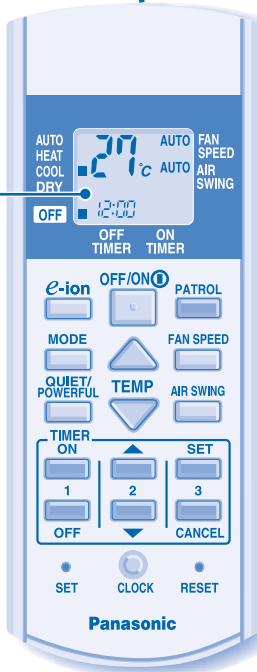 AUTO
HEAT
COOL
DRY
OFF
27°C
AUTO
AUTO
FAN
SPEED
AIR
SWING
12:00
OFF
TIMER
ON
TIMER
e-ion
OFF/ON
PATROL
MODE
FAN SPEED
QUIET/
POWERFUL
TEMP
AIR SWING
TIMER
ON
SET
1
2
3
OFF
CANCEL
SET
CLOCK
RESET
Panasonic